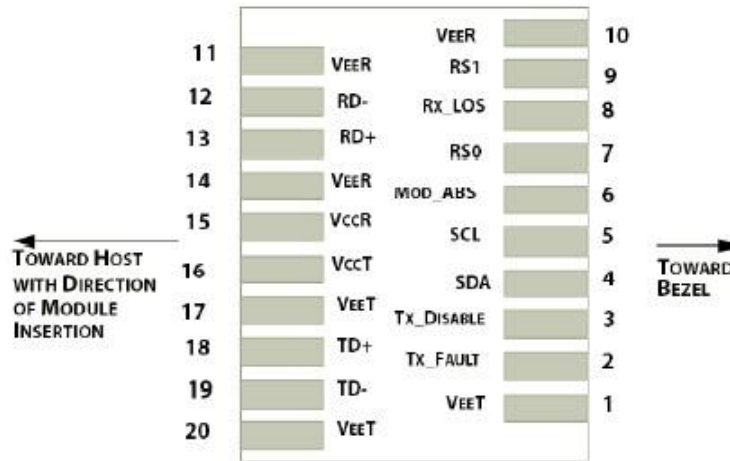 11 VEER
12 RD-
13 RD+
14 VEER
15 VCCR
16 VCCT
17 VEET
18 TD+
19 TD-
20 VEET
VEER 10
RS1 9
RX_LOS 8
RS0 7
MOD_ABS 6
SCL 5
SDA 4
TX_DISABLE 3
TX_FAULT 2
VEET 1
TOWARD HOST
WITH DIRECTION
OF MODULE
INSERTION
TOWARD
BEZEL